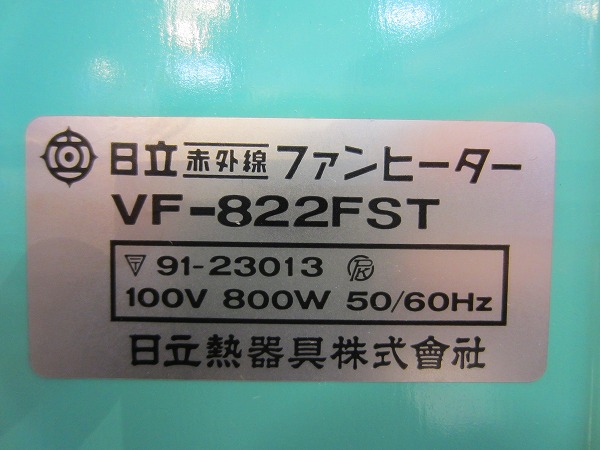 日立赤外線ファンヒーター
VF-822FST
91-23013
100V 800W 50/60Hz
日立熱器具株式會社